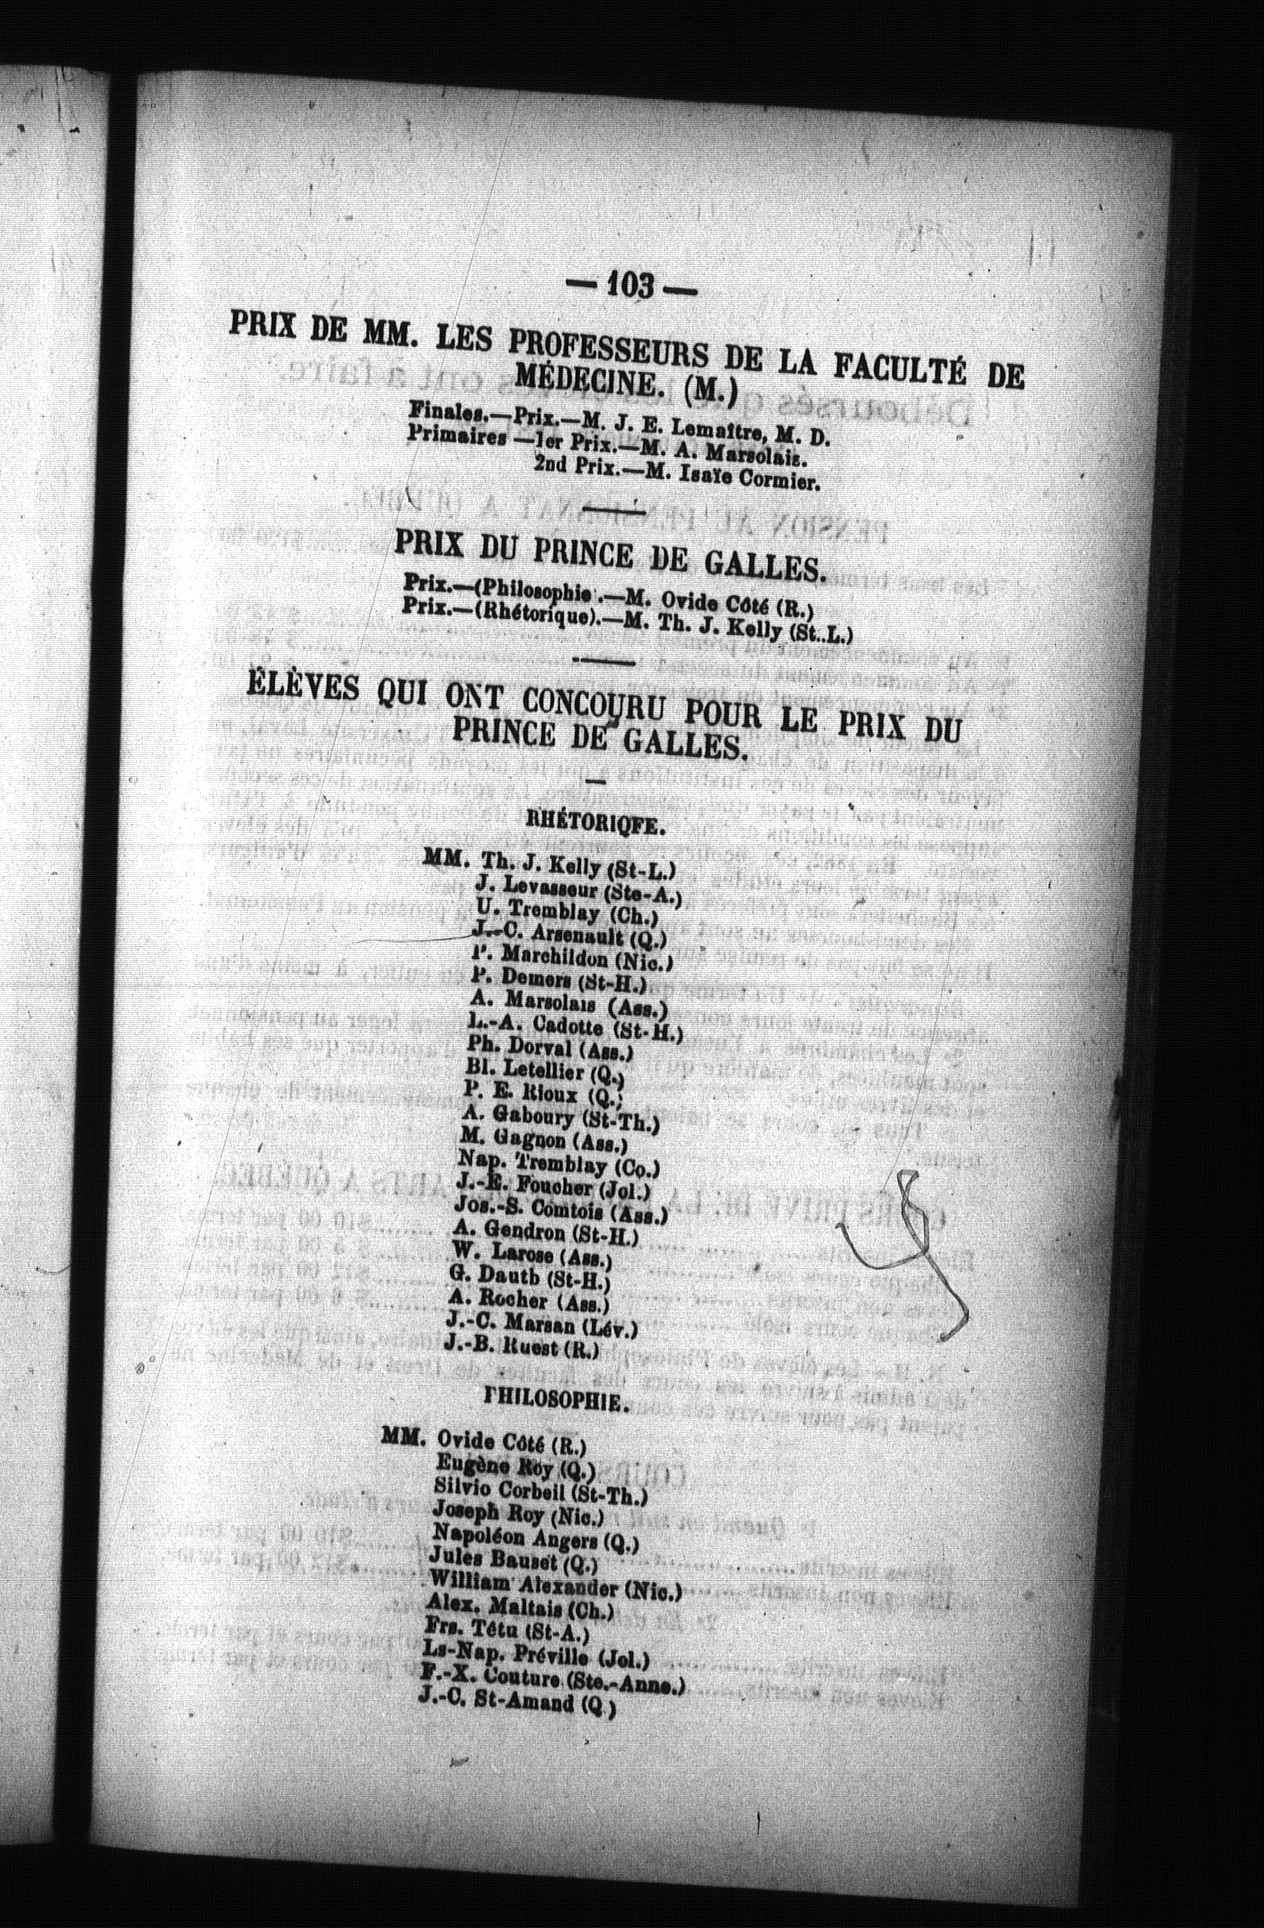 — 103 —
PRIX DE MM. LES PROFESSEURS DE LA FACULTÉ DE
MÉDECINE. (M.)
Finales.—Prix.—M. J. E. Lemaître, M. D.
Primaires —1er Prix.—M. A. Marsolais.
2nd Prix.—M. Isaïe Cormier.
PRIX DU PRINCE DE GALLES.
Prix.—(Philosophie .—M. Ovide Côté (R.)
Prix.—(Rhétorique).—M. Th. J. Kelly (St..L.)
ÉLÈVES QUI ONT CONCOURU POUR LE PRIX DU
PRINCE DE GALLES.
RHÉTORIQFE.
MM. Th. J. Kelly (St-L.)
J. Levasseur (Ste-A.)
U. Tremblay (Ch.)
J.-C. Arsenault (Q.)
P. Marchildon (Nic.)
P. Demers (St-H.)
A. Marsolais (Ass.)
L.-A. Cadotte (St-H.)
Ph. Dorval (Ass.)
Bl. Letellier (Q.)
P. E. Rioux (Q.)
A. Gaboury (St-Th.)
M. Gagnon (Ass.)
Nap. Tremblay (Co.)
J.-E. Foucher (Jol.)
Jos.-S. Comtois (Ass.)
A. Gendron (St-H.)
W. Larose (Ass.)
G. Dauth (St-H.)
A. Rocher (Ass.)
J.-C. Marsan (Lév.)
J.-B. Ruest (R.)
PHILOSOPHIE.
MM. Ovide Côté (R.)
Eugène Roy (Q.)
Silvio Corbeil (St-Th.)
Joseph Roy (Nic.)
Napoléon Angers (Q.)
Jules Bauset (Q.)
William Alexander (Nic.)
Alex. Maltais (Ch.)
Frs. Têtu (St-A.)
Ls-Nap. Préville (Jol.)
F.-X. Couture (Ste.-Anne.)
J.-C. St-Amand (Q )